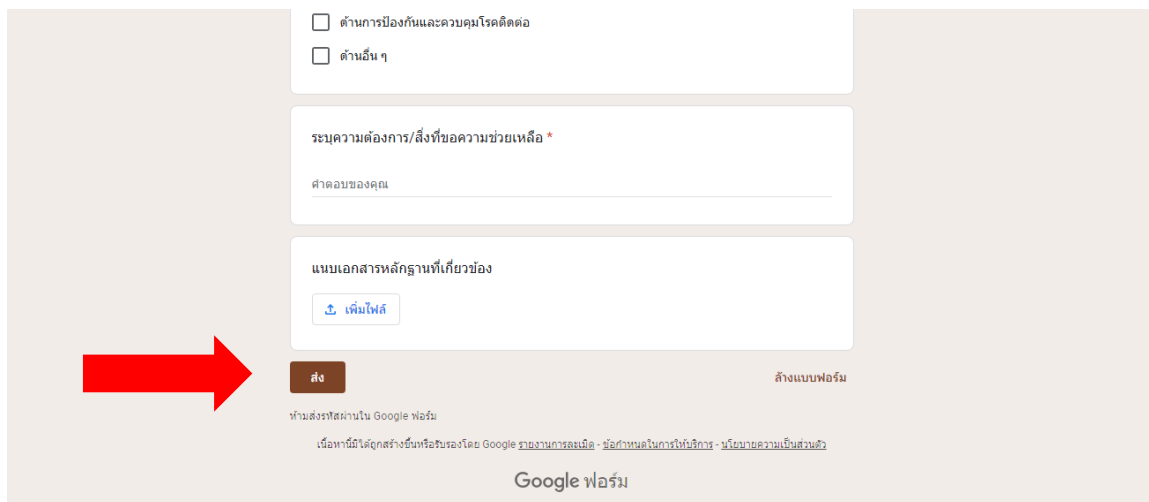 ด้านการป้องกันและควบคุมโรคติดต่อ
ด้านอื่น ๆ
ระบุความต้องการ/สิ่งที่ขอความช่วยเหลือ *
คำตอบของคุณ
แนบเอกสารหลักฐานที่เกี่ยวข้อง
เพิ่มไฟล์
ส่ง ล้างแบบฟอร์ม
ห้ามส่งรหัสผ่านใน Google ฟอร์ม
เนื้อหานี้มิได้ถูกสร้างขึ้นหรือรับรองโดย Google รายงานการละเมิด - ข้อกำหนดในการให้บริการ - นโยบายความเป็นส่วนตัว
Google ฟอร์ม